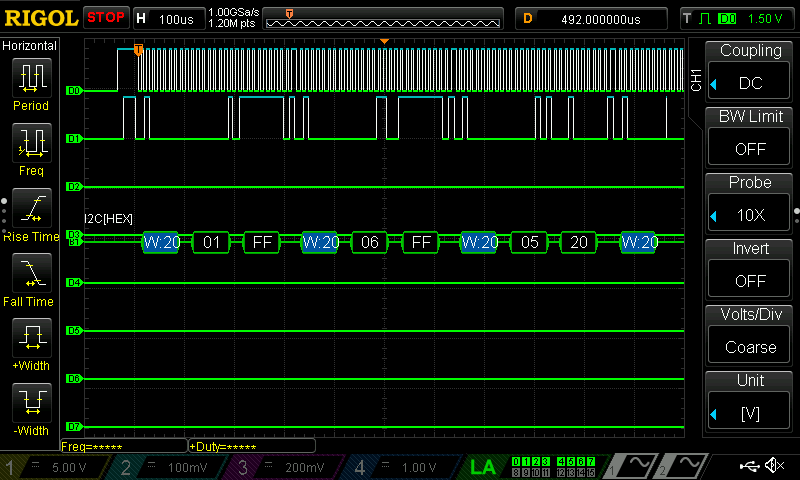 RIGOL STOP H 100us 1.00GSa/s 1.20M pts T D 492.000000us T D0 1.50 V
Horizontal
Period
Freq
Rise Time
Fall Time
+Width
-Width
T
D0
D1
D2
I2C[HEX]
D3
B1 W:20 01 FF W:20 06 FF W:20 05 20 W:20
D4
D5
D6
D7
Freq=***** +Duty=*****
CH1
Coupling
DC
BW Limit
OFF
Probe
10X
Invert
OFF
Volts/Div
Coarse
Unit
[V]
1 = 5.00 V 2 = 100mV 3 = 200mV 4 = 1.00 V LA 0 1 2 3 4 5 6 7 1 2
8 9 10 11 12 13 14 15